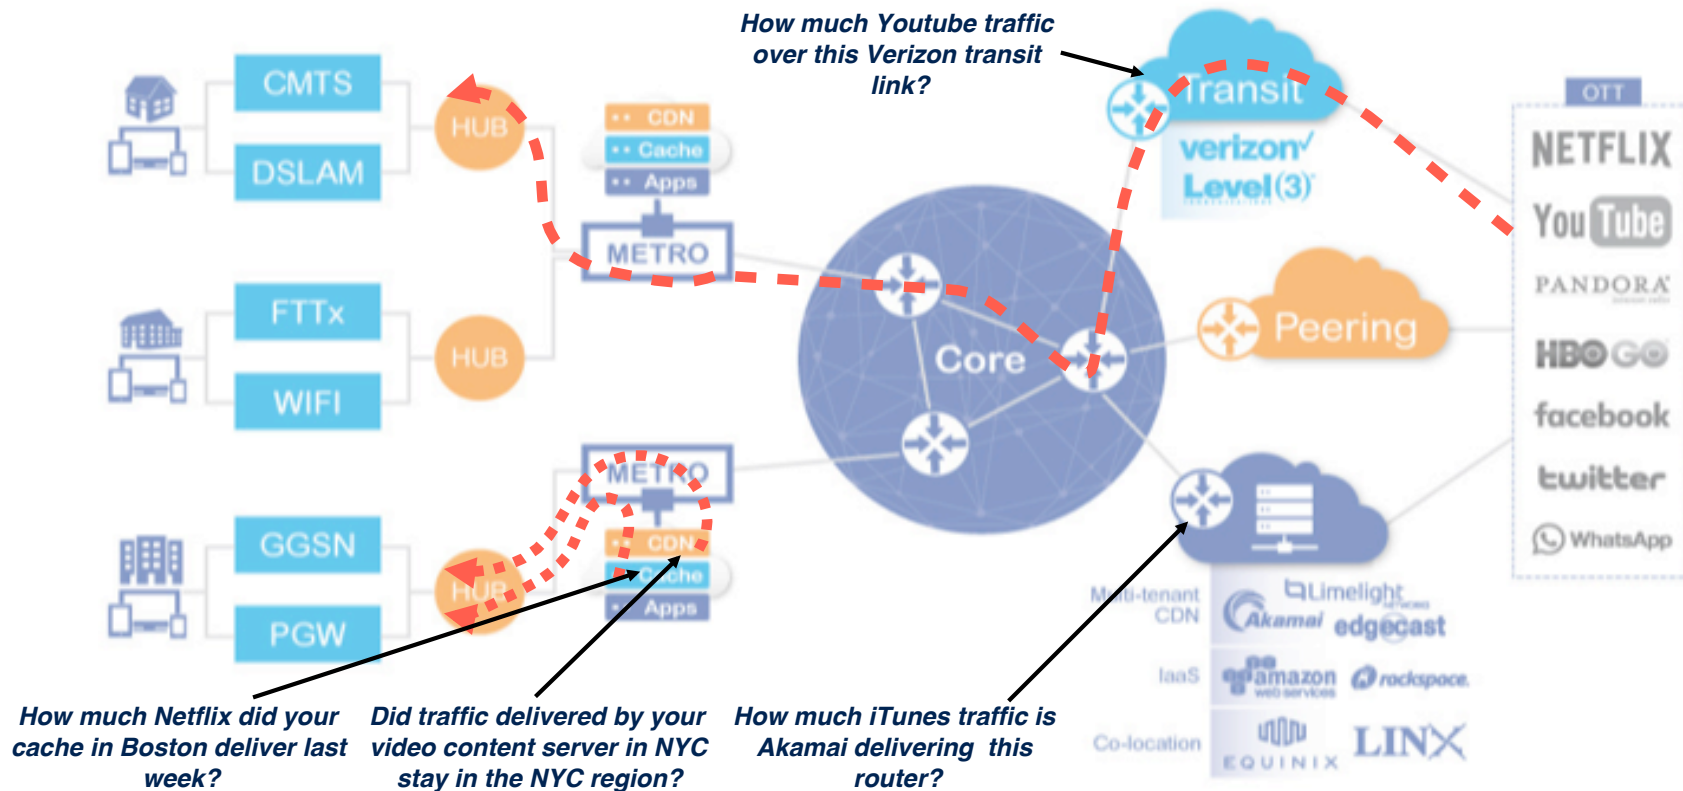 How much Youtube traffic
over this Verizon transit
link?
CMTS
DSLAM
HUB
CDN
Cache
Apps
METRO
Transit
verizon
Level(3)
OTT
NETFLIX
YouTube
PANDORA
HBO GO
facebook
twitter
WhatsApp
FTTx
WIFI
HUB
Core
Peering
METRO
GGSN
PGW
HUB
CDN
Cache
Apps
Multi-tenant
CDN
Limelight
NETWORKS
Akamai
edgecast
IaaS
amazon
web services
rackspace.
Co-location
EQUINIX
LINX
How much Netflix did your
cache in Boston deliver last
week?
Did traffic delivered by your
video content server in NYC
stay in the NYC region?
How much iTunes traffic is
Akamai delivering this
router?